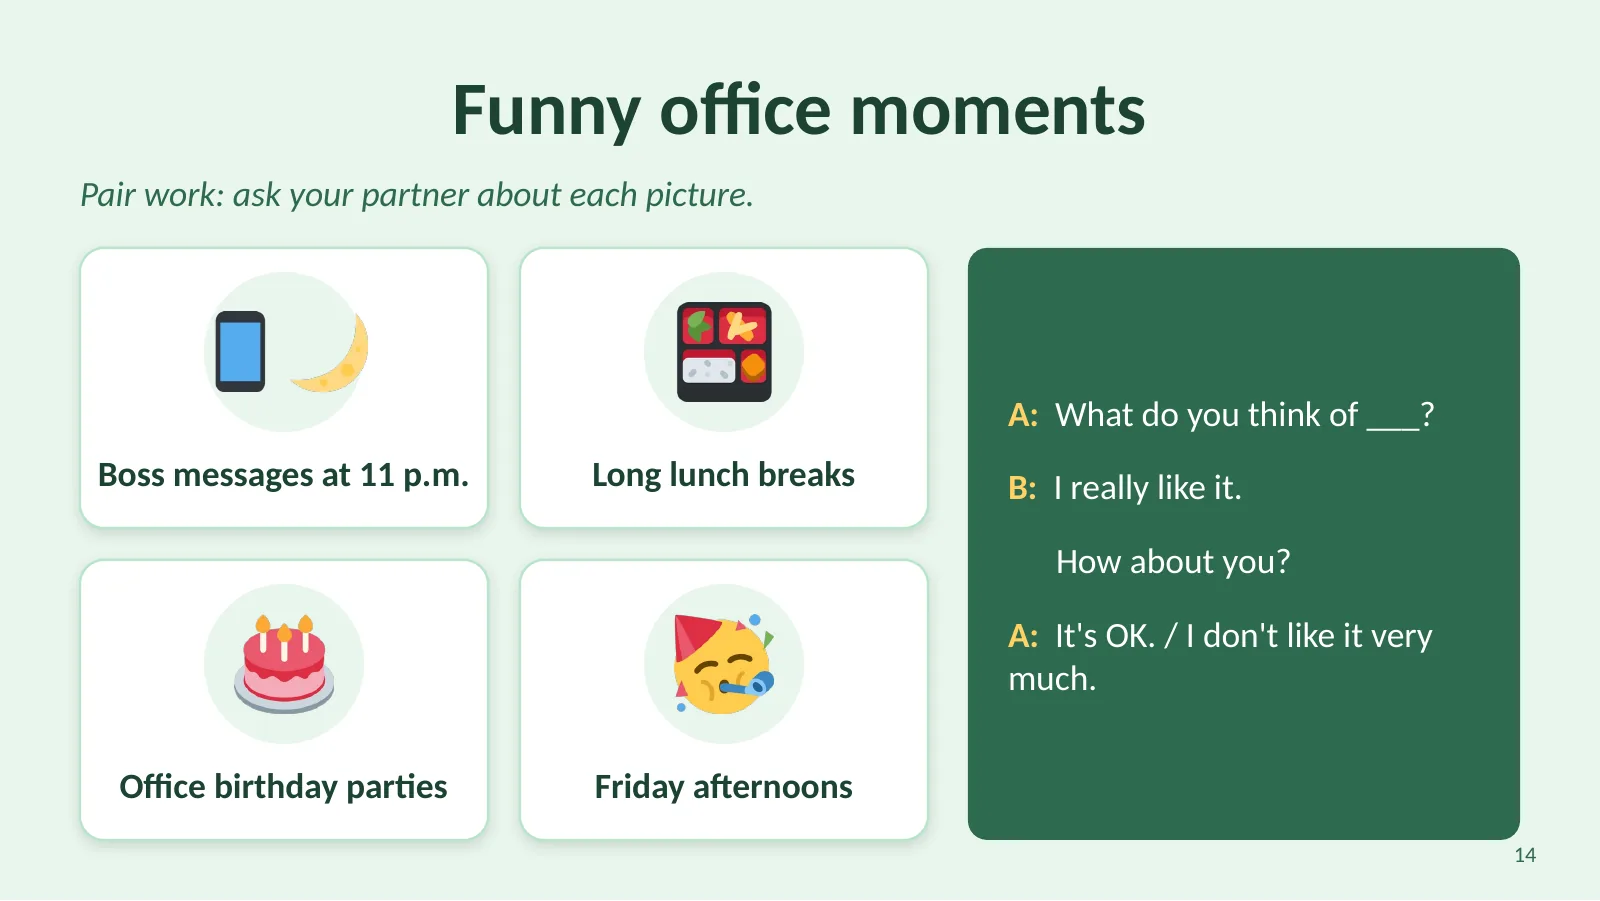 Funny office moments
Pair work: ask your partner about each picture.
Boss messages at 11 p.m.
Long lunch breaks
Office birthday parties
Friday afternoons
A: What do you think of ___?
B: I really like it.
How about you?
A: It's OK. / I don't like it very
much.
14